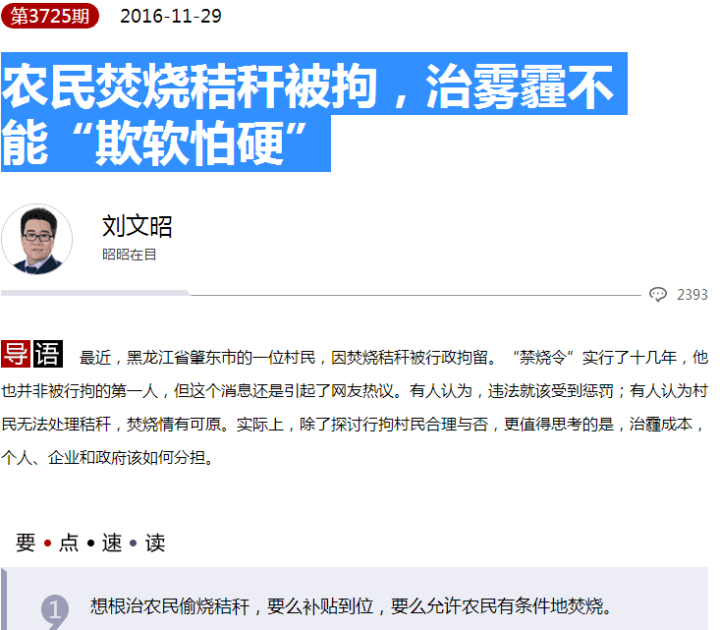 第3725期 2016-11-29
农民焚烧秸秆被拘，治雾霾不
能“欺软怕硬”
刘文昭
昭昭在目
2393
导语 最近，黑龙江省肇东市的一位村民，因焚烧秸秆被行政拘留。“禁烧令”实行了十几年，他
也并非被行拘的第一人，但这个消息还是引起了网友热议。有人认为，违法就该受到惩罚；有人认为村
民无法处理秸秆，焚烧情有可原。实际上，除了探讨行拘村民合理与否，更值得思考的是，治霾成本，
个人、企业和政府该如何分担。
要•点•速•读
1 想根治农民偷烧秸秆，要么补贴到位，要么允许农民有条件地焚烧。